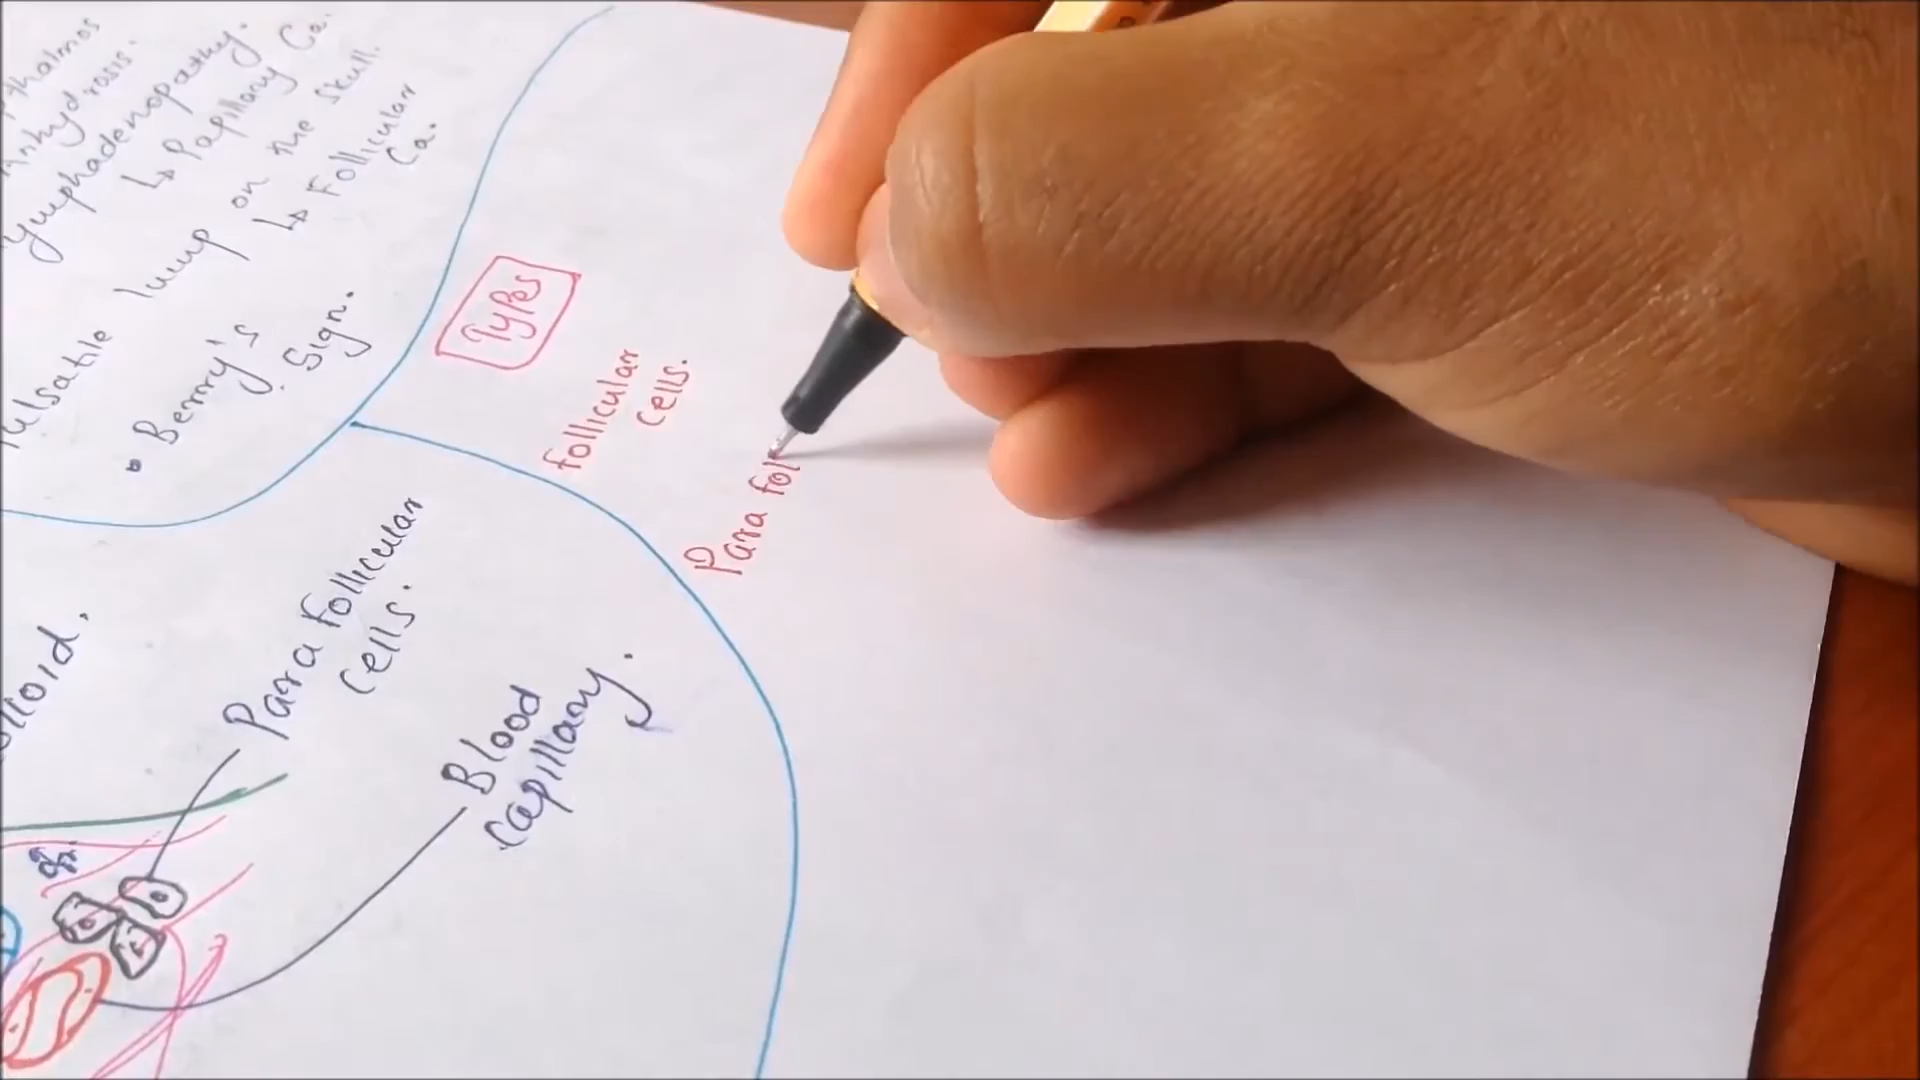 Anhydrosis.
lymphadenopathy.
↳ Papillary Ca.
Pulsatile lump on the skull.
↳ Follicular
Ca.
• Berry's
Sign.
Types
Follicular
Cells.
Para fol
Para Follicular
Cells.
Blood
Capillary.